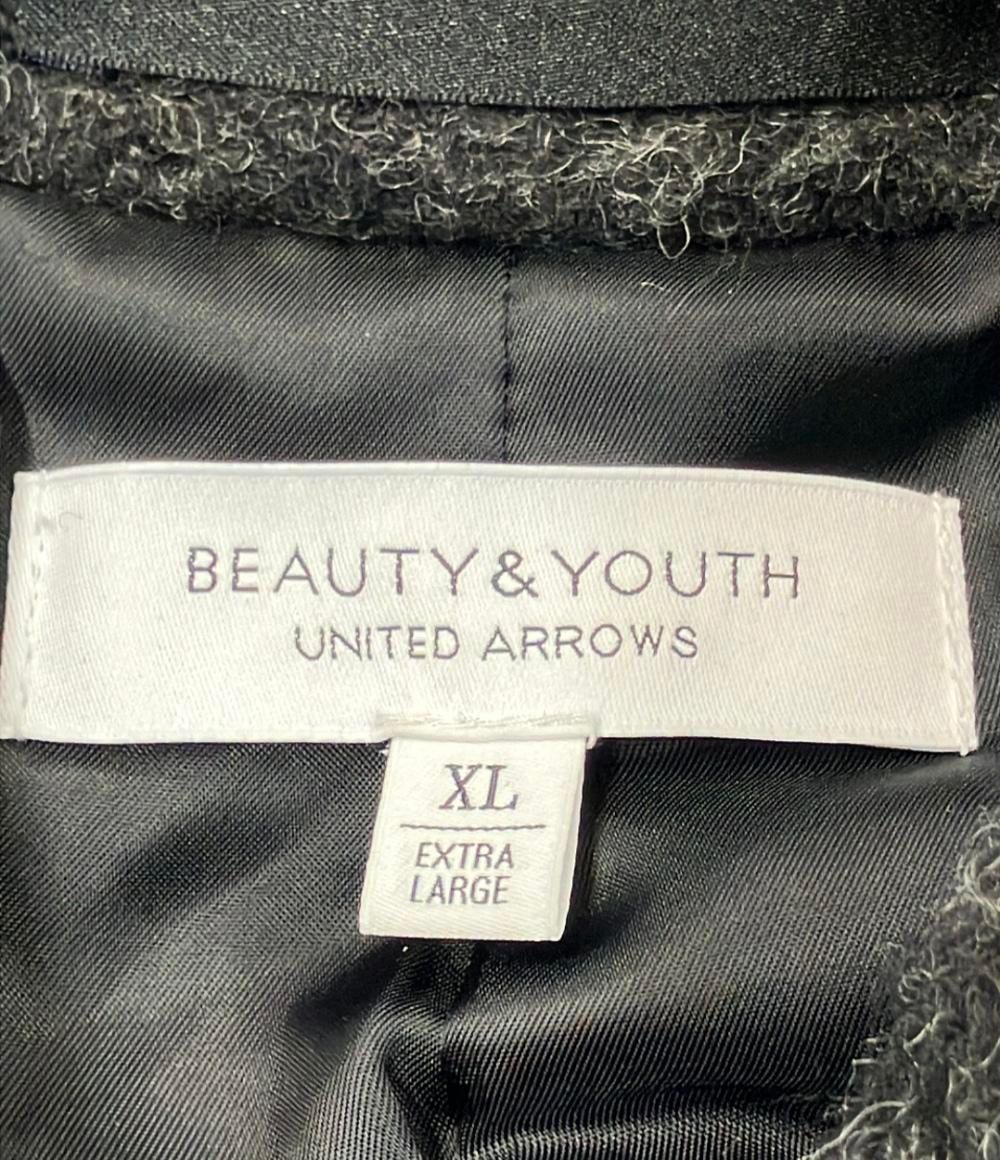 BEAUTY&YOUTH
UNITED ARROWS
XL
EXTRA
LARGE